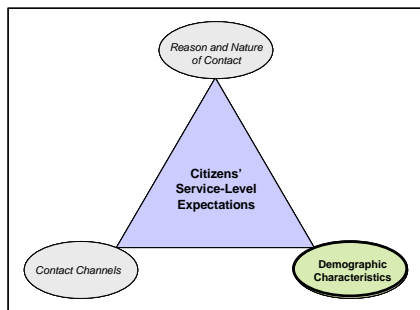 Reason and Nature
of Contact
Citizens'
Service-Level
Expectations
Contact Channels
Demographic
Characteristics